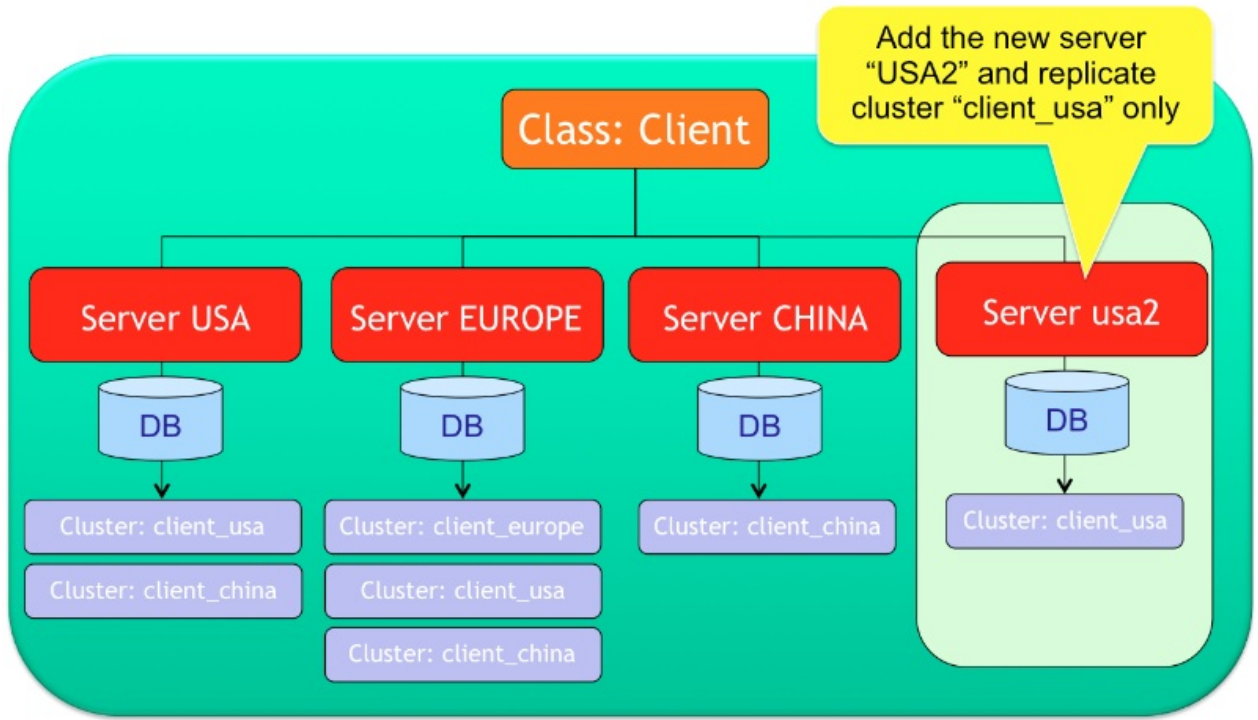 Add the new server
“USA2” and replicate
cluster “client_usa” only
Class: Client
Server USA
Server EUROPE
Server CHINA
Server usa2
DB
DB
DB
DB
Cluster: client_usa
Cluster: client_europe
Cluster: client_china
Cluster: client_usa
Cluster: client_china
Cluster: client_usa
Cluster: client_china